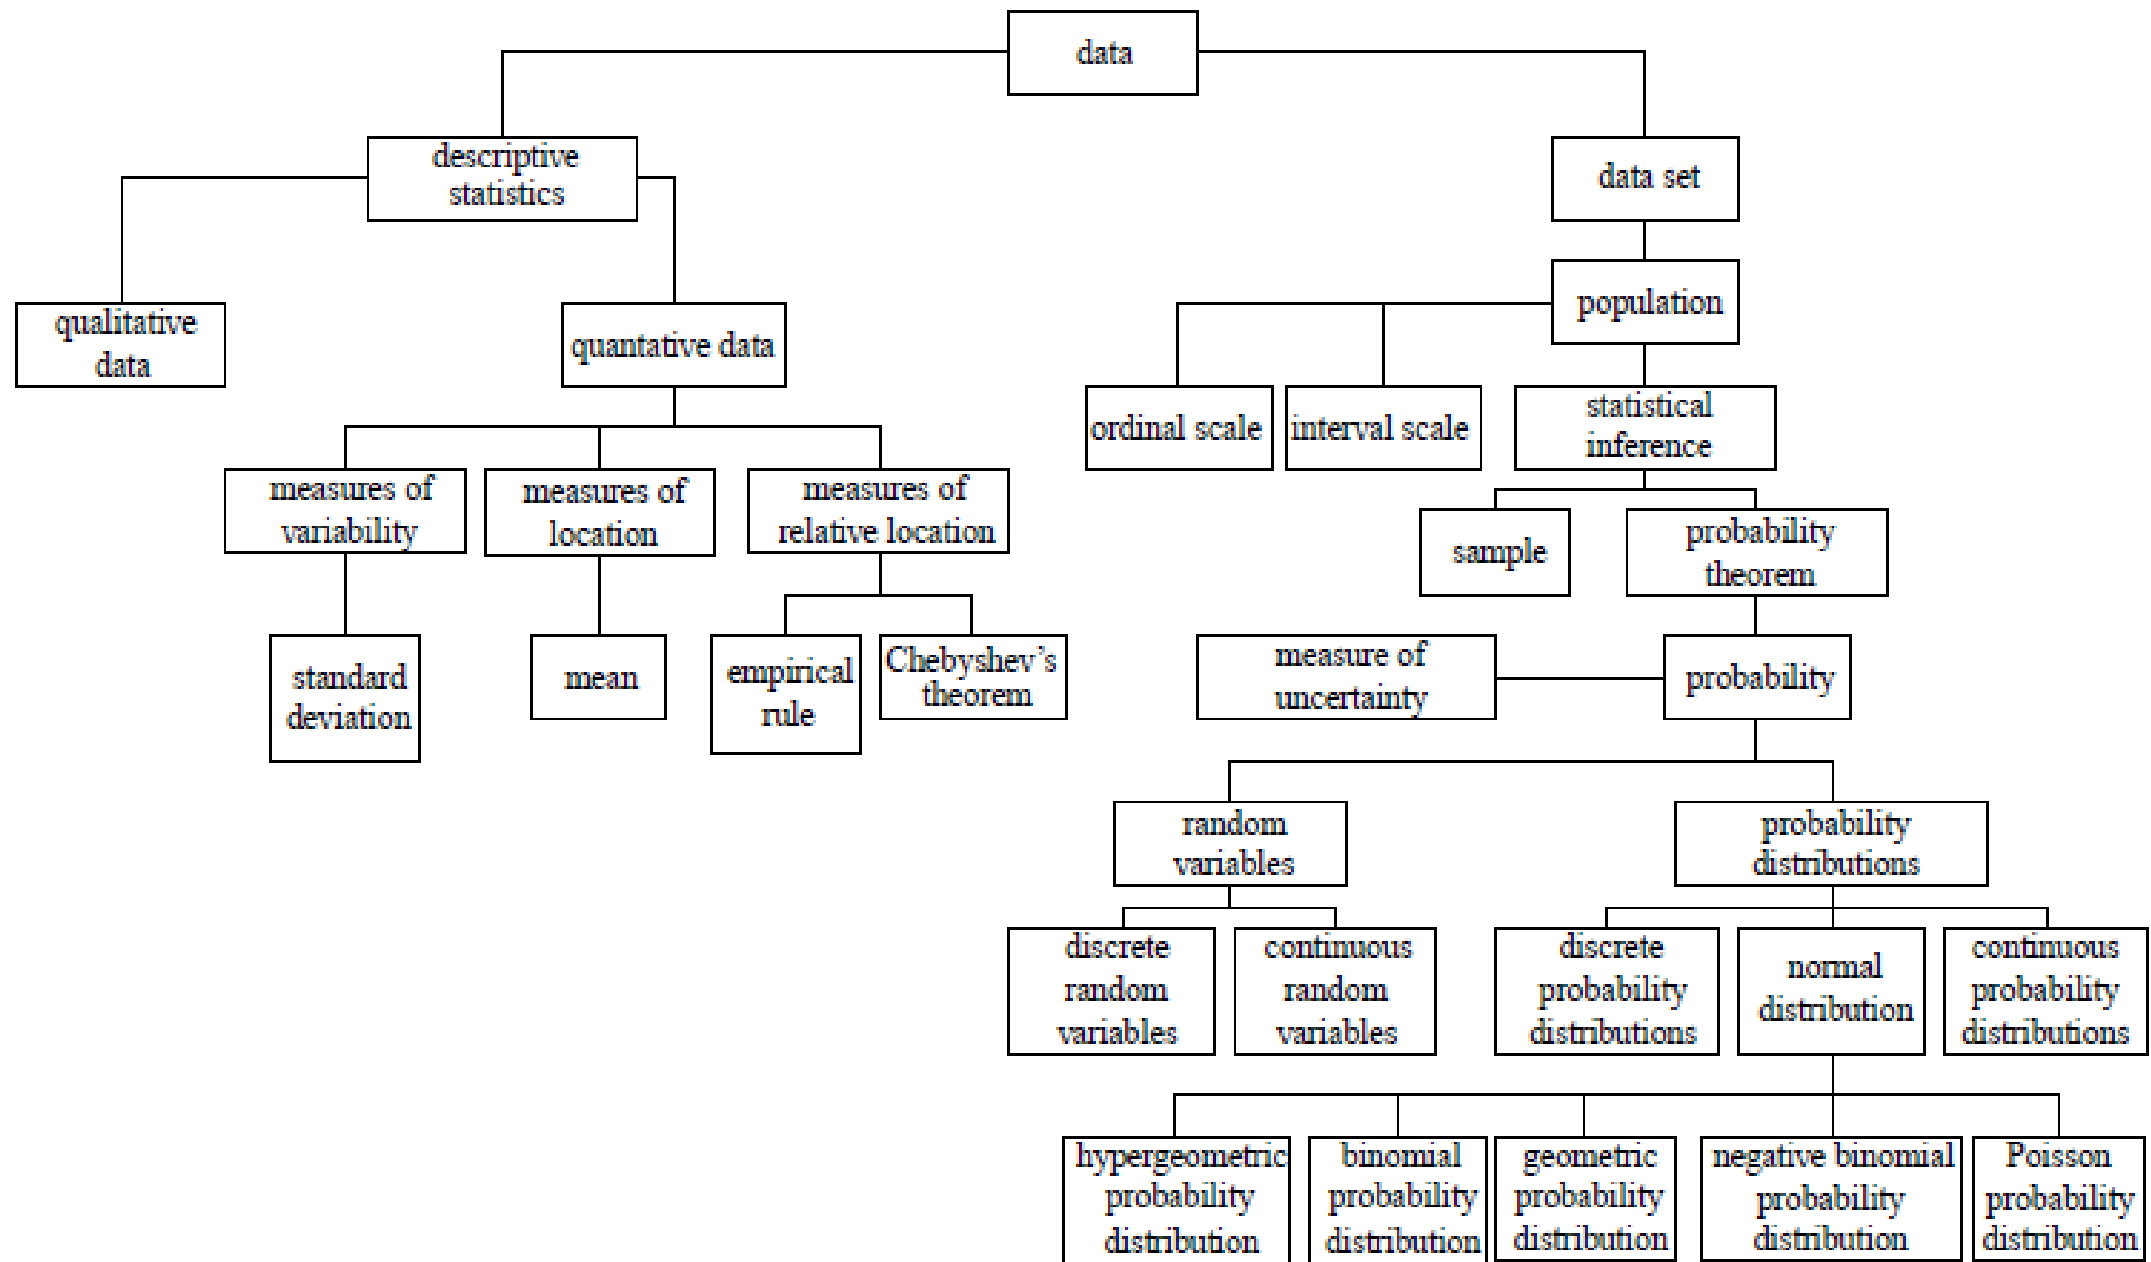 data
descriptive
statistics
data set
qualitative
data
quantative data
population
ordinal scale
interval scale
statistical
inference
measures of
variability
measures of
location
measures of
relative location
sample
probability
theorem
standard
deviation
mean
empirical
rule
Chebyshev’s
theorem
measure of
uncertainty
probability
random
variables
probability
distributions
discrete
random
variables
continuous
random
variables
discrete
probability
distributions
normal
distribution
continuous
probability
distributions
hypergeometric
probability
distribution
binomial
probability
distribution
geometric
probability
distribution
negative binomial
probability
distribution
Poisson
probability
distribution